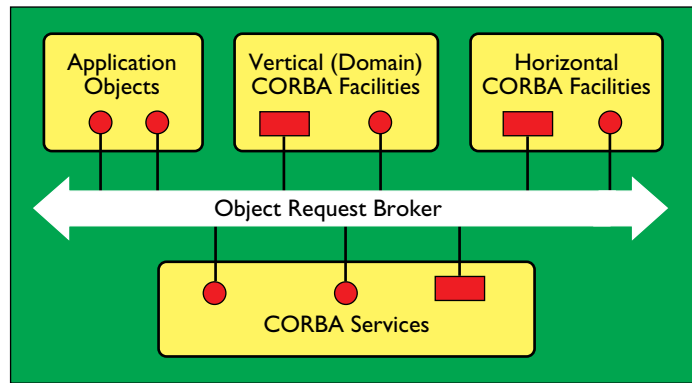 Application
Objects
Vertical (Domain)
CORBA Facilities
Horizontal
CORBA Facilities
Object Request Broker
CORBA Services